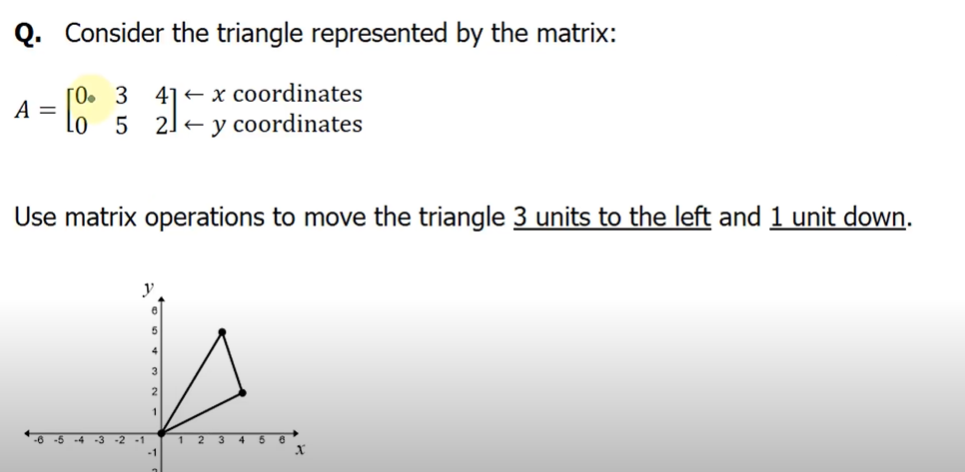 Q. Consider the triangle represented by the matrix:
A = [0 3 4] ← x coordinates
[0 5 2] ← y coordinates
Use matrix operations to move the triangle 3 units to the left and 1 unit down.
y
6
5
4
3
2
1
-6 -5 -4 -3 -2 -1 1 2 3 4 5 6
x
-1